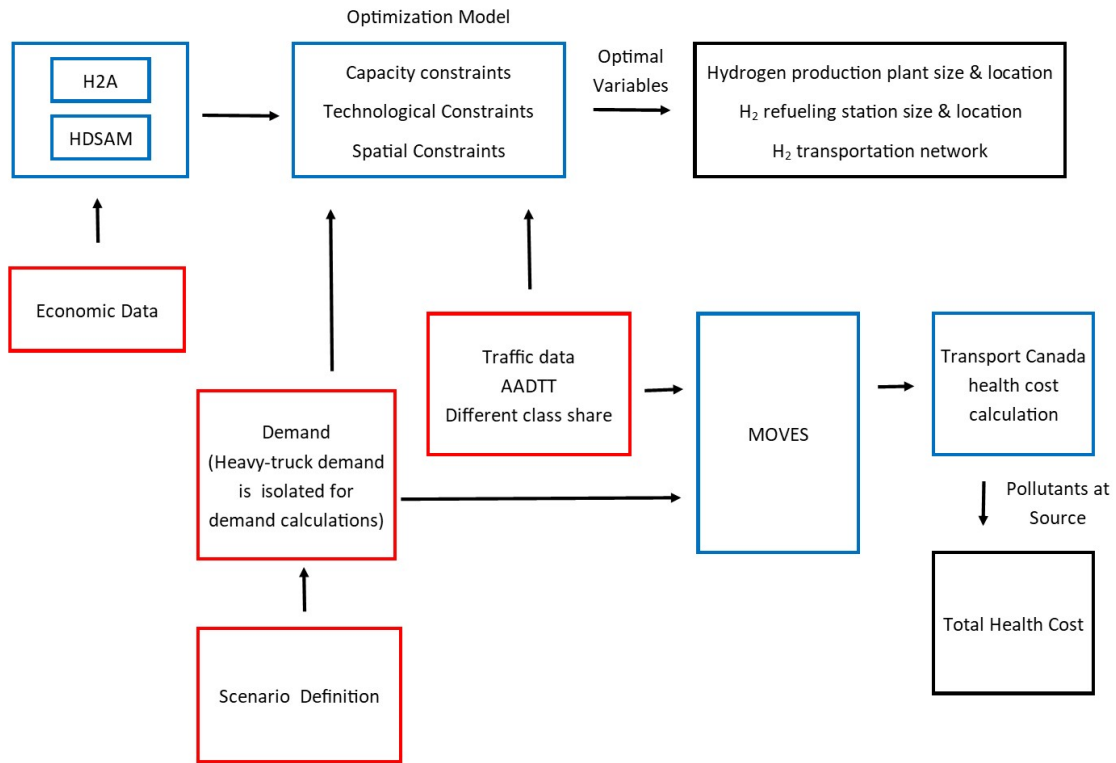 Optimization Model
H2A
HDSAM
Capacity constraints
Technological Constraints
Spatial Constraints
Optimal
Variables
Hydrogen production plant size & location
H₂ refueling station size & location
H₂ transportation network
Economic Data
Traffic data
AADTT
Different class share
MOVES
Transport Canada
health cost
calculation
Demand
(Heavy-truck demand
is isolated for
demand calculations)
Pollutants at
Source
Total Health Cost
Scenario Definition